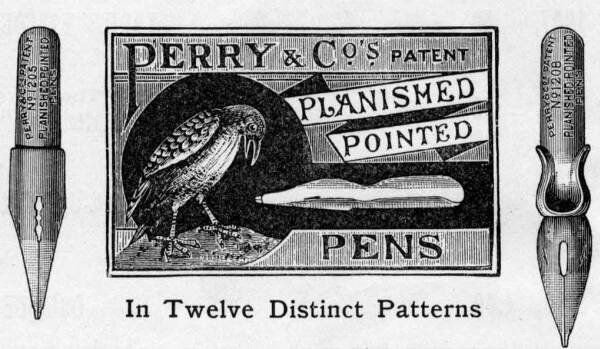 PERRY & Co's PATENT
PLANISHED
POINTED
PENS
In Twelve Distinct Patterns
PERRY & Co PATENT
No 1205
PLANISHED POINTED
PENS
PERRY & Co PATENT
No 1208
PLANISHED POINTED
PENS